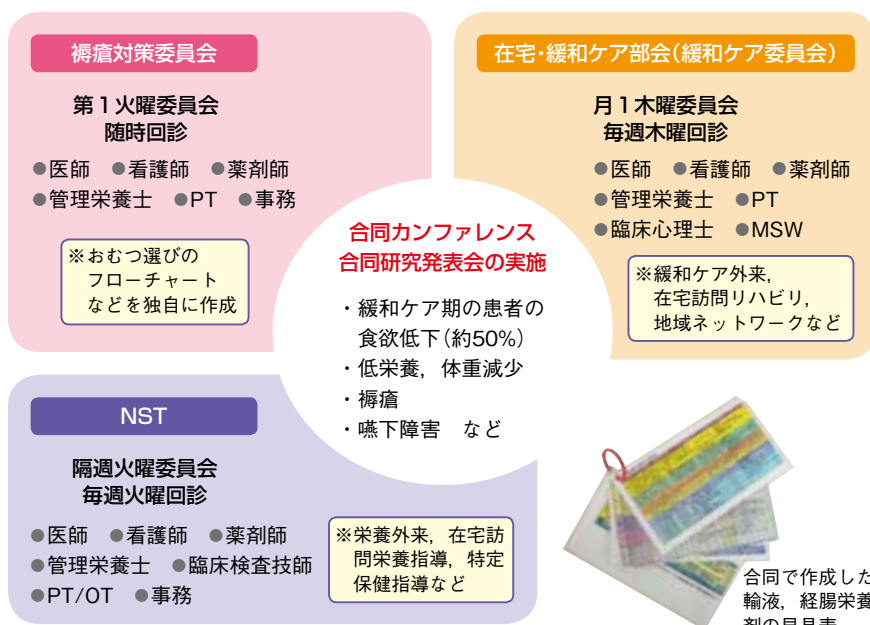 褥瘡対策委員会
第1火曜委員会
随時回診
●医師 ●看護師 ●薬剤師
●管理栄養士 ●PT ●事務
※おむつ選びの
フローチャート
などを独自に作成
在宅・緩和ケア部会（緩和ケア委員会）
月1木曜委員会
毎週木曜回診
●医師 ●看護師 ●薬剤師
●管理栄養士 ●PT
●臨床心理士 ●MSW
※緩和ケア外来，
在宅訪問リハビリ，
地域ネットワークなど
合同カンファレンス
合同研究発表会の実施
・緩和ケア期の患者の
食欲低下（約50%）
・低栄養，体重減少
・褥瘡
・嚥下障害 など
NST
隔週火曜委員会
毎週火曜回診
●医師 ●看護師 ●薬剤師
●管理栄養士 ●臨床検査技師
●PT/OT ●事務
※栄養外来，在宅訪
問栄養指導，特定
保健指導など
合同で作成した
輸液，経腸栄養
剤の早見表